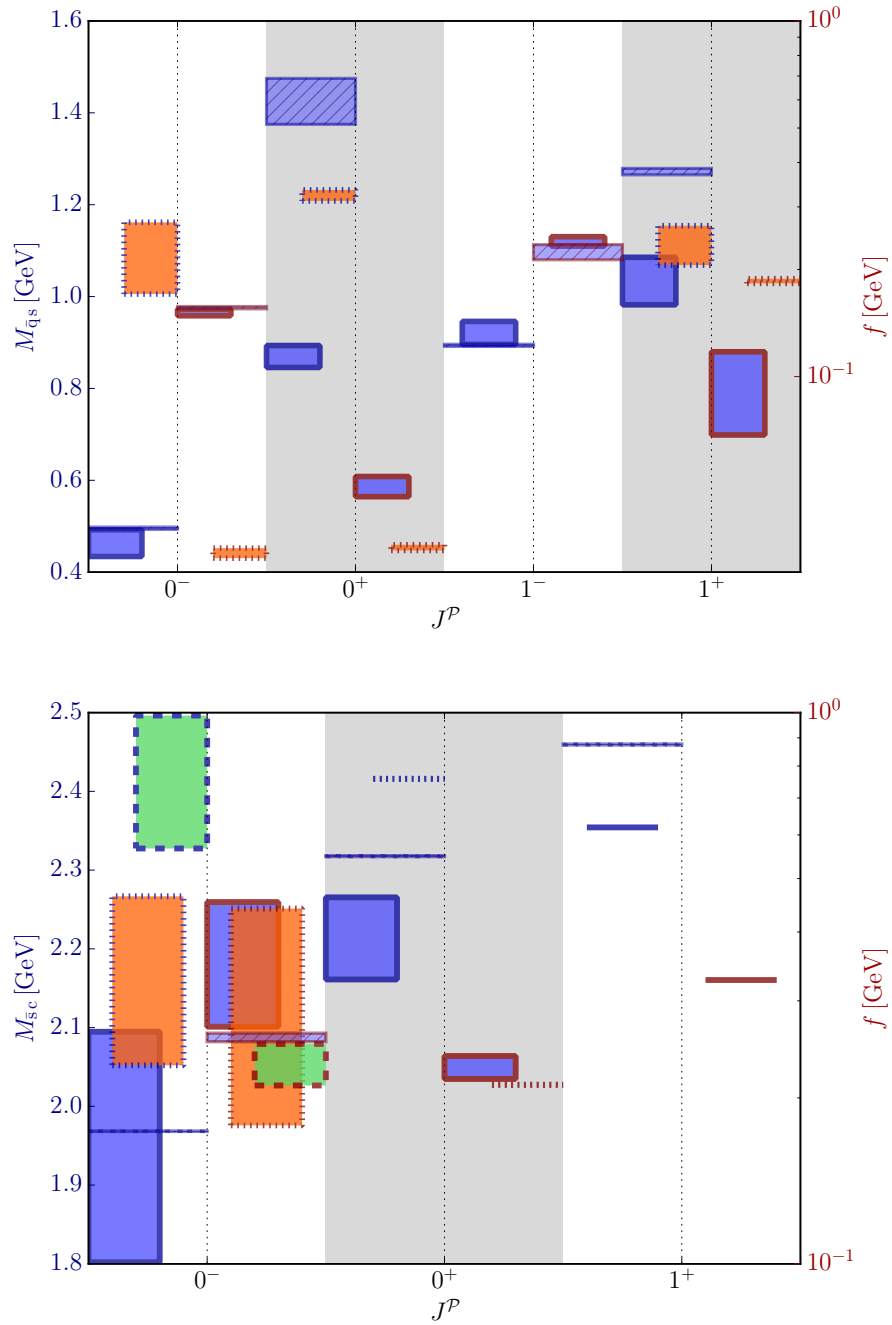 1.6
1.4
1.2
1.0
0.8
0.6
0.4
M_{q̄s} [GeV]
10^0
10^{-1}
f [GeV]
0^- 0^+ 1^- 1^+
J^P
2.5
2.4
2.3
2.2
2.1
2.0
1.9
1.8
M_{s̄c} [GeV]
10^0
10^{-1}
f [GeV]
0^- 0^+ 1^+
J^P